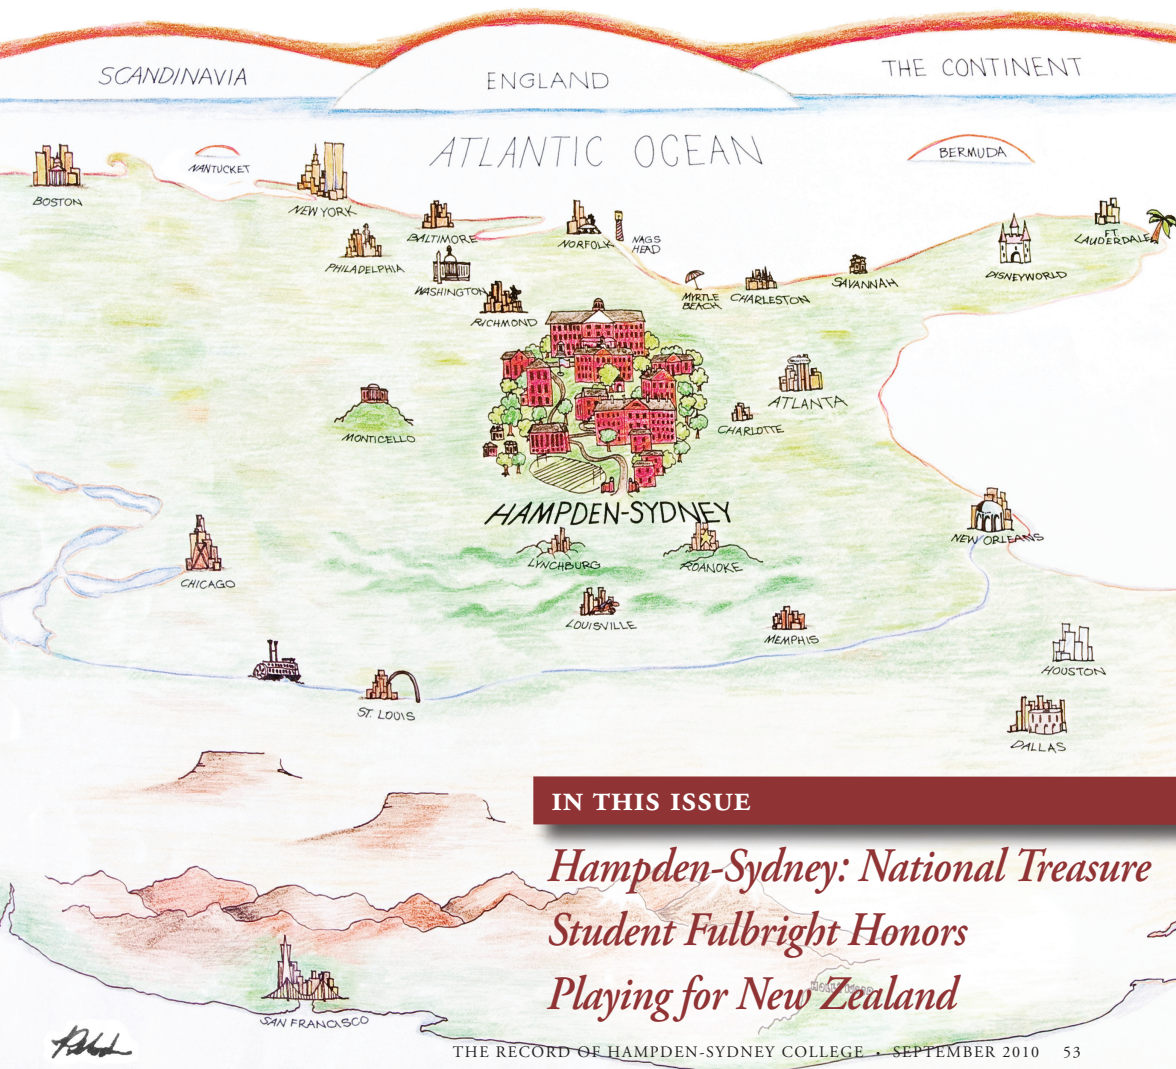 SCANDINAVIA
ENGLAND
THE CONTINENT
ATLANTIC OCEAN
BERMUDA
NANTUCKET
BOSTON
NEW YORK
BALTIMORE
NORFOLK
NAGS
HEAD
FT.
LAUDERDALE
PHILADELPHIA
WASHINGTON
DISNEYWORLD
SAVANNAH
MYRTLE
BEACH
CHARLESTON
RICHMOND
ATLANTA
CHARLOTTE
MONTICELLO
HAMPDEN-SYDNEY
NEW ORLEANS
LYNCHBURG
ROANOKE
CHICAGO
LOUISVILLE
MEMPHIS
HOUSTON
ST. LOUIS
DALLAS
IN THIS ISSUE
Hampden-Sydney: National Treasure
Student Fulbright Honors
Playing for New Zealand
HOLLYWOOD
SAN FRANCISCO
THE RECORD OF HAMPDEN-SYDNEY COLLEGE • SEPTEMBER 2010 53